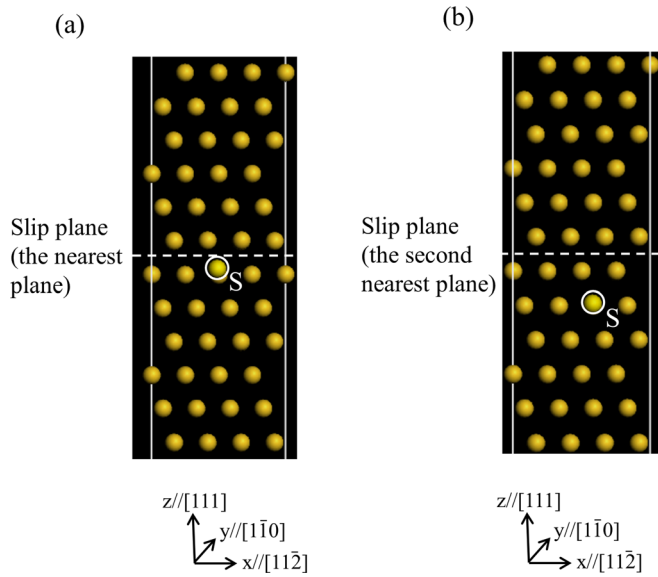 (a)
(b)
Slip plane
(the nearest
plane)
S
Slip plane
(the second
nearest plane)
S
z//[111]
y//[11̄0]
x//[112̄]
z//[111]
y//[11̄0]
x//[112̄]